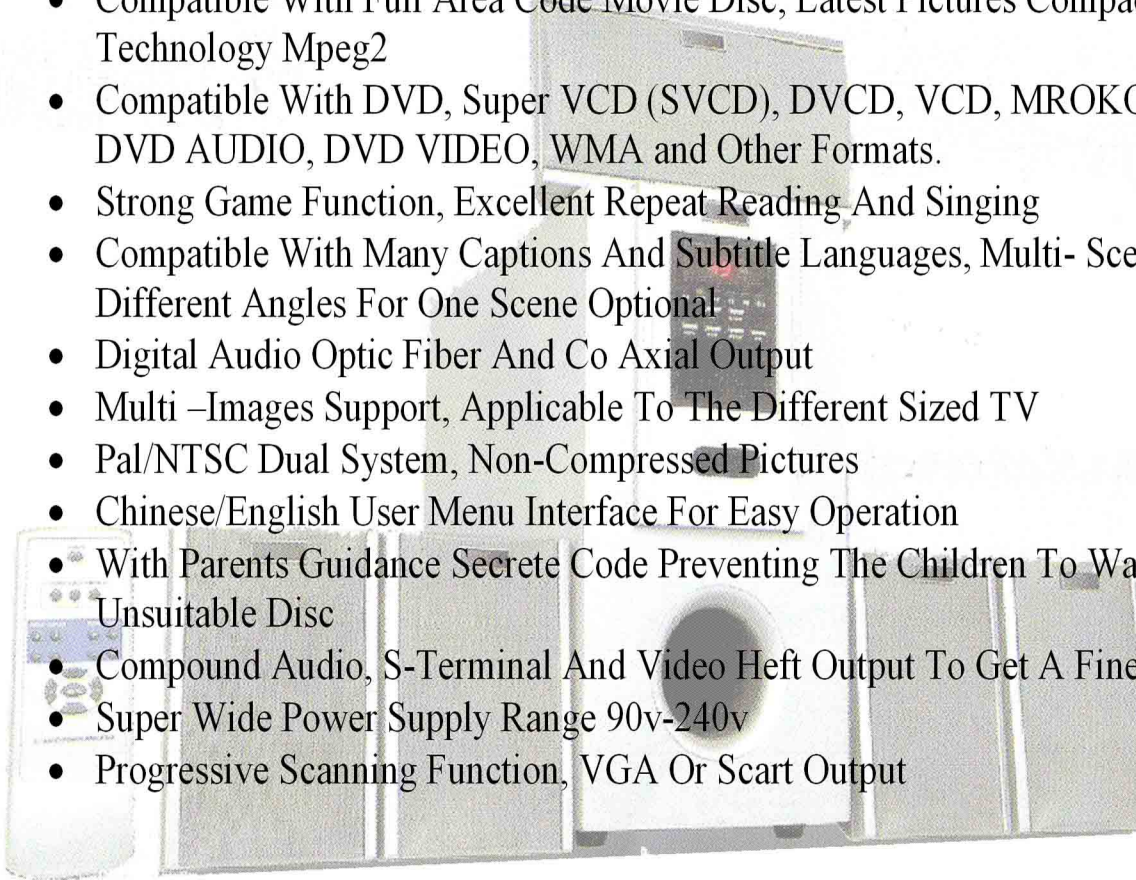 • Compatible With Full Area Code Movie Disc, Latest Pictures
Technology Mpeg2
• Compatible With DVD, Super VCD (SVCD), DVCD, VCD,
DVD AUDIO, DVD VIDEO, WMA and Other Formats.
• Strong Game Function, Excellent Repeat Reading And Singing
• Compatible With Many Captions And Subtitle Languages, Multi- 
Different Angles For One Scene Optional
• Digital Audio Optic Fiber And Co Axial Output
• Multi –Images Support, Applicable To The Different Sized TV
• Pal/NTSC Dual System, Non-Compressed Pictures
• Chinese/English User Menu Interface For Easy Operation
• With Parents Guidance Secrete Code Preventing The Children To
Unsuitable Disc
• Compound Audio, S-Terminal And Video Heft Output To Get A Fine
• Super Wide Power Supply Range 90v-240v
• Progressive Scanning Function, VGA Or Scart Output